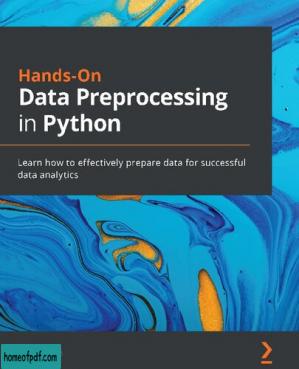 Hands-On
Data Preprocessing
in Python
Learn how to effectively prepare data for successful
data analytics
homeofpdf.com